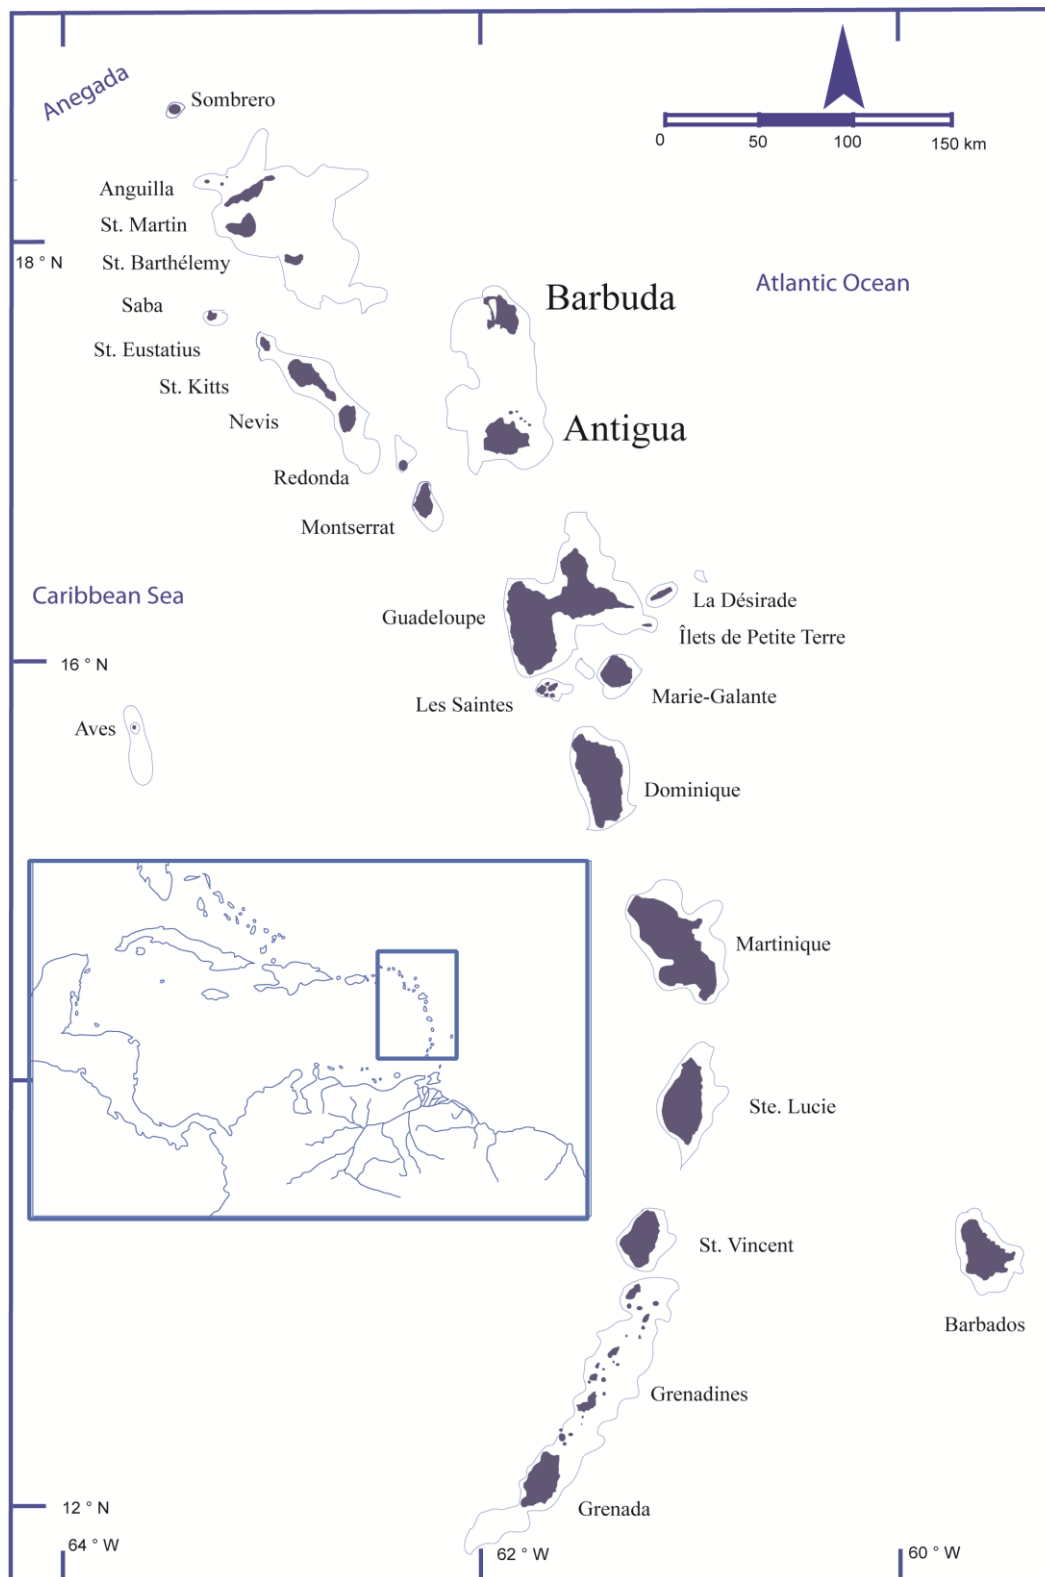 Anegada
Sombrero
0 50 100 150 km
Anguilla
St. Martin
18 ° N
St. Barthélemy
Atlantic Ocean
Barbuda
Saba
St. Eustatius
St. Kitts
Nevis
Antigua
Redonda
Montserrat
Caribbean Sea
La Désirade
Guadeloupe
Îlets de Petite Terre
16 ° N
Marie-Galante
Les Saintes
Aves
Dominique
Martinique
Ste. Lucie
St. Vincent
Barbados
Grenadines
12 ° N
Grenada
64 ° W
62 ° W
60 ° W